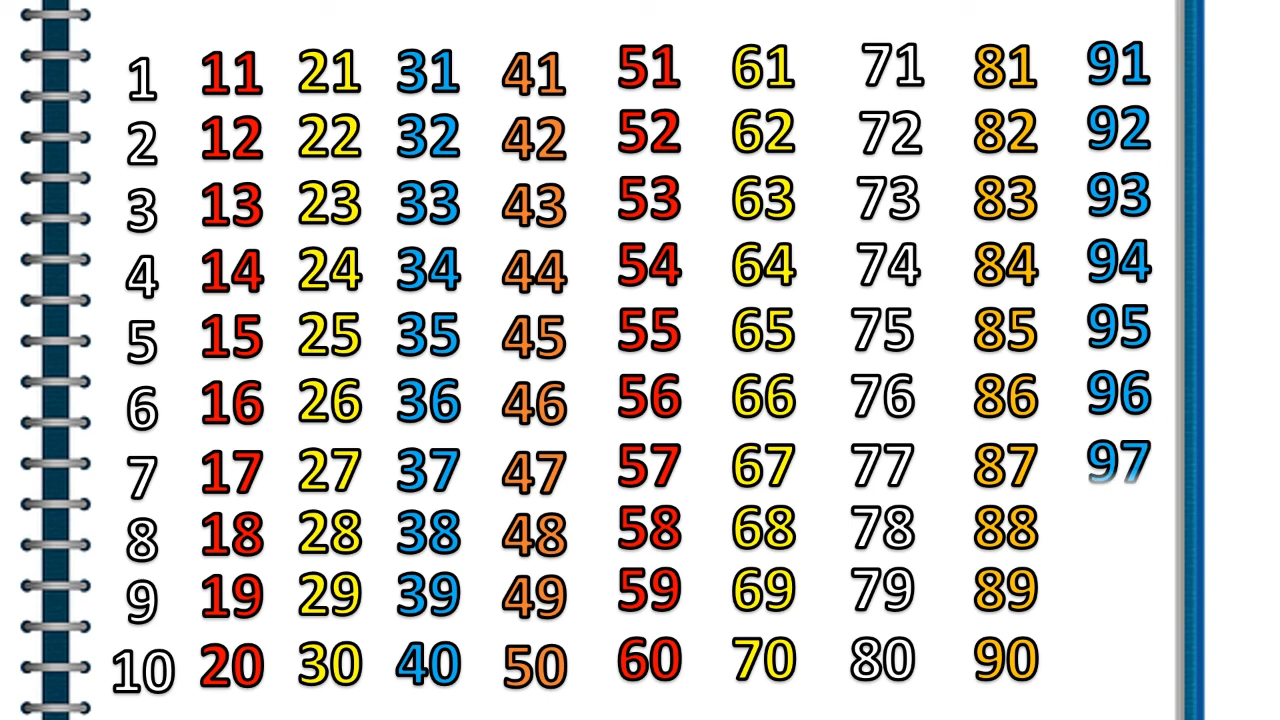 1 11 21 31 41 51 61 71 81 91
2 12 22 32 42 52 62 72 82 92
3 13 23 33 43 53 63 73 83 93
4 14 24 34 44 54 64 74 84 94
5 15 25 35 45 55 65 75 85 95
6 16 26 36 46 56 66 76 86 96
7 17 27 37 47 57 67 77 87 97
8 18 28 38 48 58 68 78 88
9 19 29 39 49 59 69 79 89
10 20 30 40 50 60 70 80 90